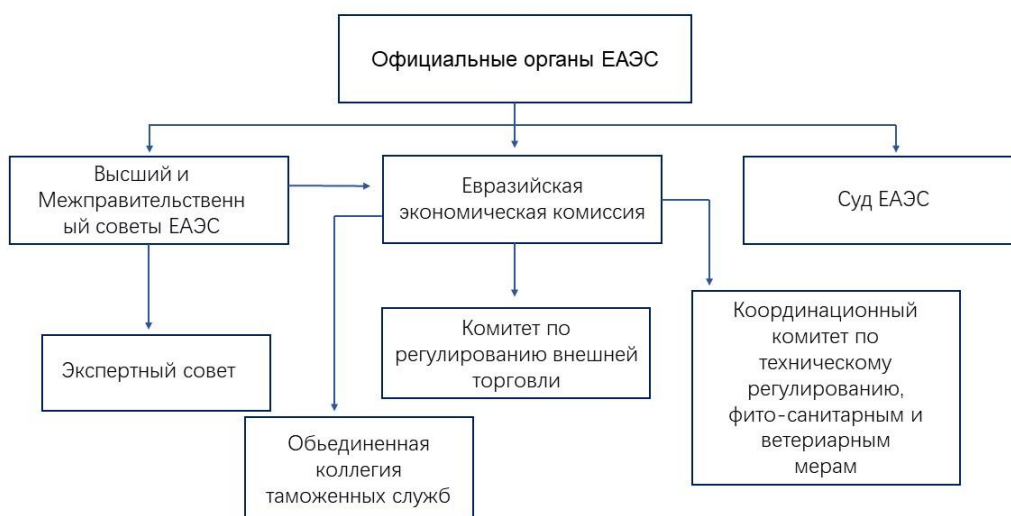 Официальные органы ЕАЭС
Высший и
Межправительственн
ый советы ЕАЭС
Евразийская
экономическая комиссия
Суд ЕАЭС
Экспертный совет
Комитет по
регулированию внешней
торговли
Координационный
комитет по
техническому
регулированию,
фито-санитарным и
ветериарным
мерам
Обьединенная
коллегия
таможенных служб